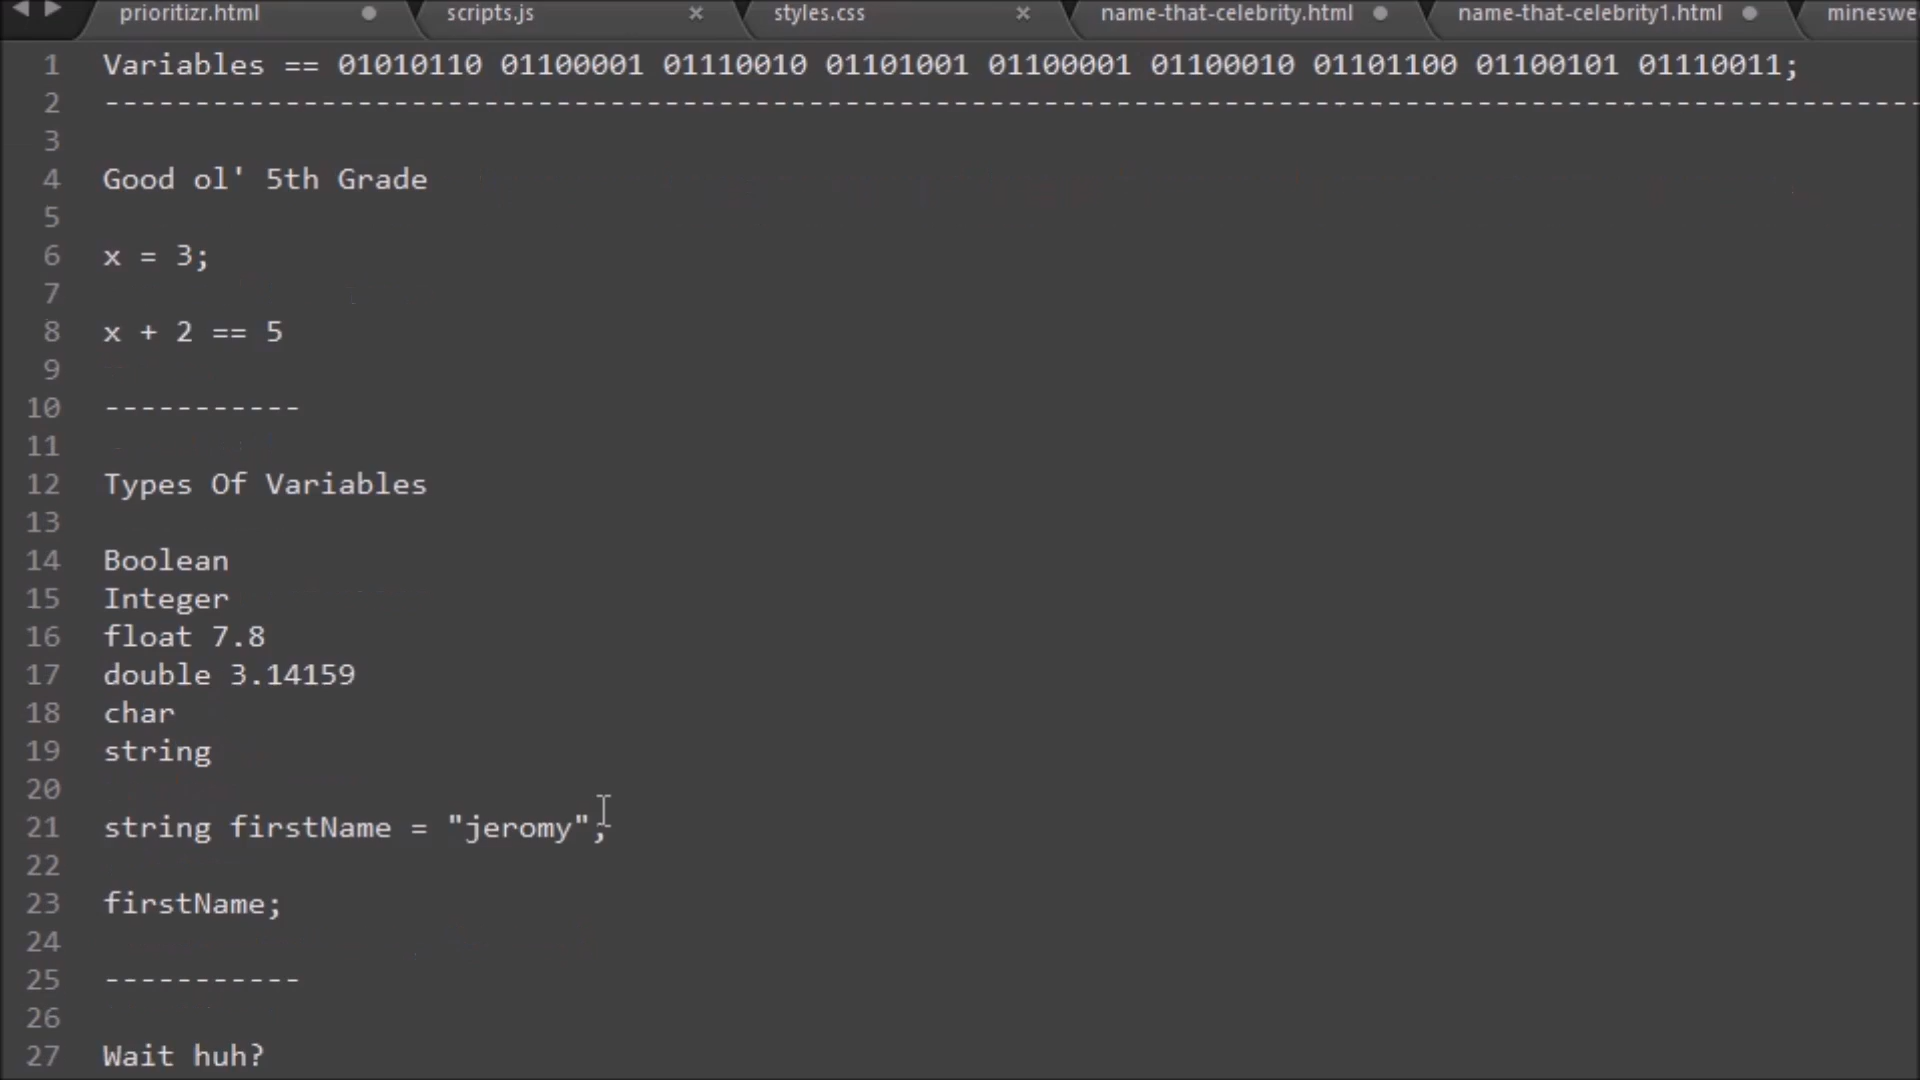 prioritizr.html scripts.js styles.css name-that-celebrity.html name-that-celebrity1.html mineswe
1 Variables == 01010110 01100001 01110010 01101001 01100001 01100010 01101100 01100101 01110011;
2 --------------------------------------------------------------------------------------------------
3
4 Good ol' 5th Grade
5
6 x = 3;
7
8 x + 2 == 5
9
10 -----------
11
12 Types Of Variables
13
14 Boolean
15 Integer
16 float 7.8
17 double 3.14159
18 char
19 string
20
21 string firstName = "jeromy";
22
23 firstName;
24
25 -----------
26
27 Wait huh?